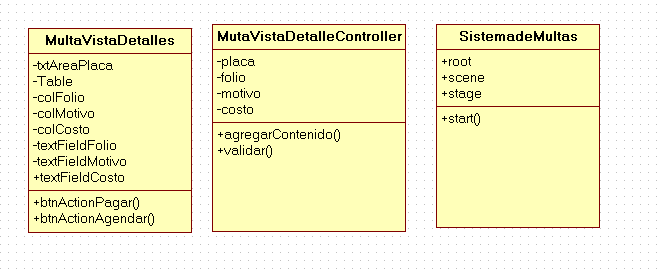 MultaVistaDetalles
-txtAreaPlaca
-Table
-colFolio
-colMotivo
-colCosto
-textFieldFolio
-textFieldMotivo
+textFieldCosto
+btnActionPagar()
+btnActionAgendar()
MutaVistaDetalleController
-placa
-folio
-motivo
-costo
+agregarContenido()
+validar()
SistemadeMultas
+root
+scene
+stage
+start()